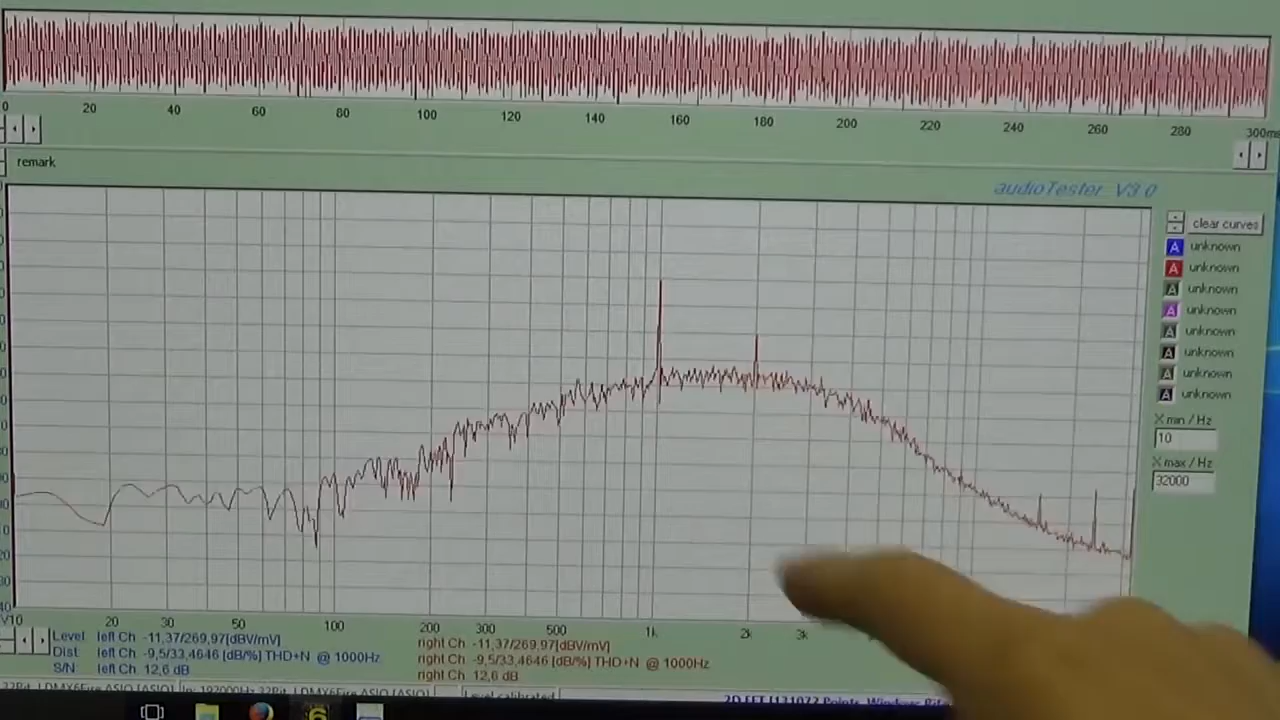 0 20 40 60 80 100 120 140 160 180 200 220 240 260 280 300ms
remark
audioTester V3.0
clear curves
A unknown
A unknown
A unknown
A unknown
A unknown
A unknown
A unknown
A unknown
X min / Hz
10
X max / Hz
32000
10 20 30 50 100 200 300 500 1k 2k 3k
Level: left Ch -11,37/269,97[dBV/mV] right Ch -11,37/269,97[dBV/mV]
Dist: left Ch -9,5/33,4646 [dB/%] THD+N @ 1000Hz right Ch -9,5/33,4646 [dB/%] THD+N @ 1000Hz
S/N: left Ch 12,6 dB right Ch 12,6 dB
Level calibrated